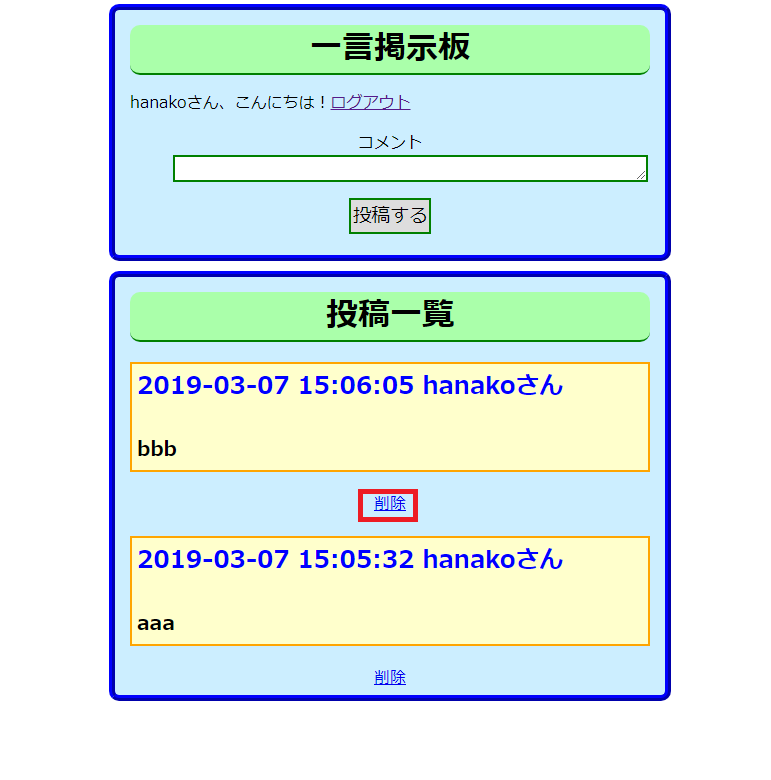 一言掲示板
hanakoさん、こんにちは！ログアウト
コメント
投稿する
投稿一覧
2019-03-07 15:06:05 hanakoさん
bbb
削除
2019-03-07 15:05:32 hanakoさん
aaa
削除